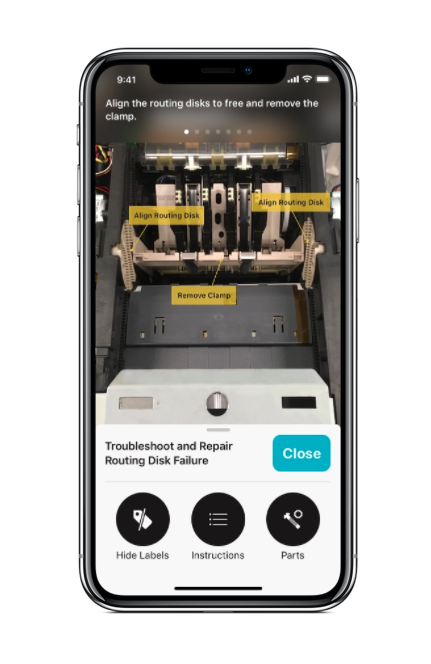 9:41
Align the routing disks to free and remove the
clamp.
Align Routing Disk
Align Routing Disk
Remove Clamp
Troubleshoot and Repair
Routing Disk Failure
Close
Hide Labels
Instructions
Parts